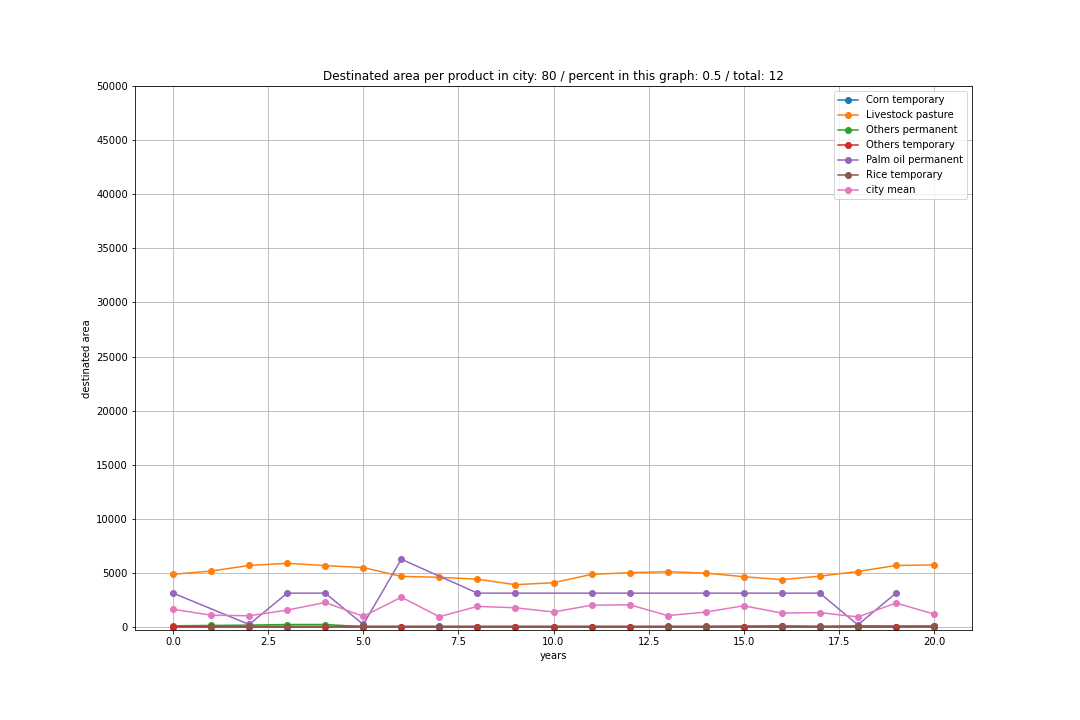 Destinated area per product in city: 80 / percent in this graph: 0.5 / total: 12
50000
45000
40000
35000
30000
25000
20000
15000
10000
5000
0
destinated area
Corn temporary
Livestock pasture
Others permanent
Others temporary
Palm oil permanent
Rice temporary
city mean
0.0 2.5 5.0 7.5 10.0 12.5 15.0 17.5 20.0
years